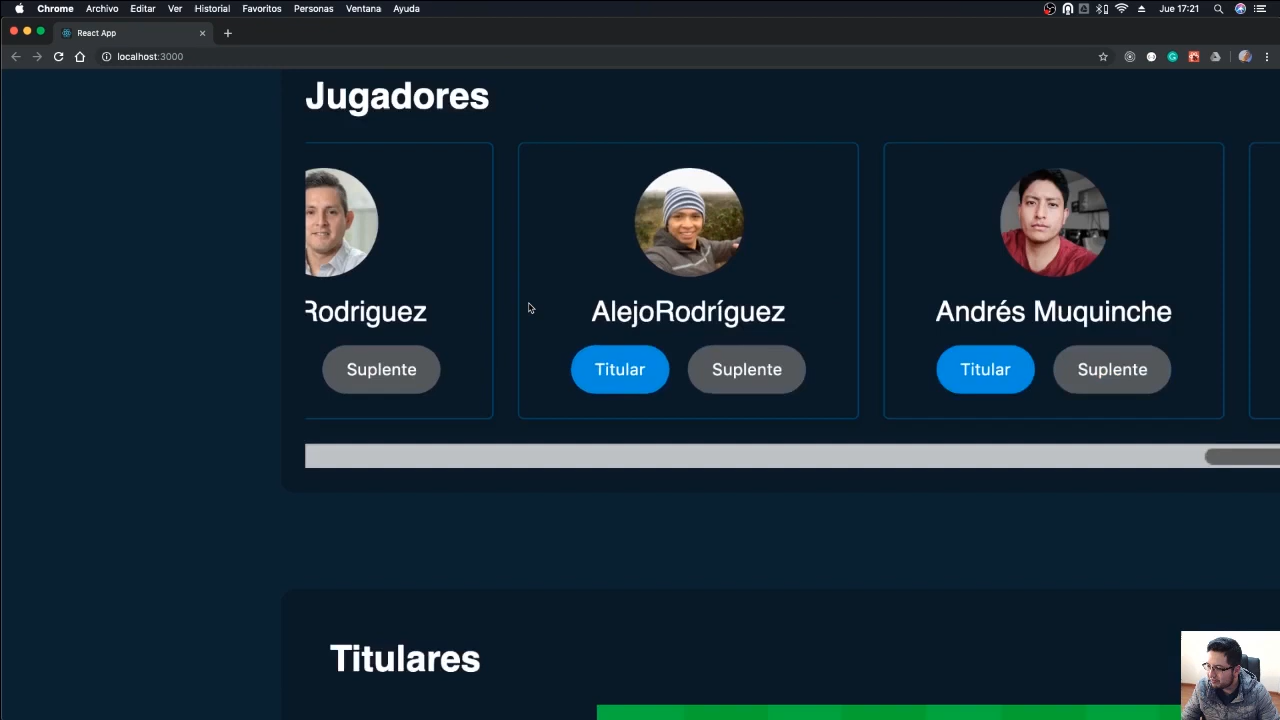 Chrome Archivo Editar Ver Historial Favoritos Personas Ventana Ayuda Jue 17:21
React App
localhost:3000
Jugadores
Rodriguez AlejoRodríguez Andrés Muquinche
Suplente Titular Suplente Titular Suplente
Titulares